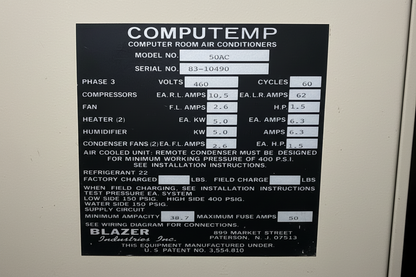 COMPUTEMP
COMPUTER ROOM AIR CONDITIONERS
MODEL NO. 50AC
SERIAL NO. 83-10490
PHASE 3 VOLTS 460 CYCLES 60
COMPRESSORS EA.R.L. AMPS 10.5 EA.L.R. AMPS 62
FAN F.L. AMPS 2.6 H.P. 1.5
HEATER (2) EA. KW 5.0 EA. AMPS 6.3
HUMIDIFIER KW 5.0 AMPS 6.3
CONDENSER FANS (2) EA. F.L. AMPS 2.6 EA. H.P. 1.5
AIR COOLED UNIT: REMOTE CONDENSER MUST BE DESIGNED
FOR MINIMUM WORKING PRESSURE OF 400 P.S.I.
SEE INSTALLATION INSTRUCTIONS.
REFRIGERANT 22
FACTORY CHARGED LBS. FIELD CHARGE LBS.
WHEN FIELD CHARGING, SEE INSTALLATION INSTRUCTIONS
TEST PRESSURE EA. SYSTEM
LOW SIDE 150 PSIG. HIGH SIDE 400 PSIG.
WATER SIDE 150 PSIG.
SUPPLY CIRCUIT
MINIMUM AMPACITY 38.7 MAXIMUM FUSE AMPS 50
SEE WIRING DIAGRAM FOR CONNECTIONS.
BLAZER 899 MARKET STREET
Industries Inc. PATERSON, N.J. 07513
THIS EQUIPMENT MANUFACTURED UNDER
U.S PATENT NO. 3,554,810